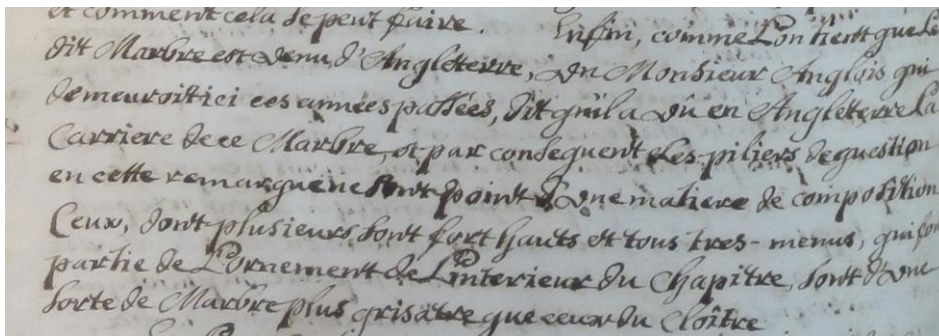 et comment cela se peut faire. Enfin, comme L'on tient que Le
dit Marbre est venu d'Angleterre, un Monsieur Anglois qui
demeuroit ici ces années passées, dit qu'il a vû en Angleterre La
Carriere de ce Marbre, et par consequent Les piliers de question
en cette remarque ne sont point d'une matiere de composition
Ceux, dont plusieurs sont fort hauts et tous tres-menus, qui fon
partie de L'ornement de L'interieur du Chapitre, sont d'une
sorte de Marbre plus grisatre que ceux du Cloître